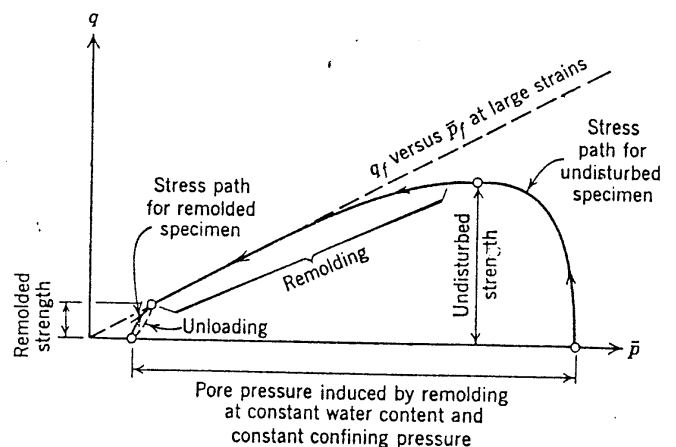 q
q_f versus p̄_f at large strains
Stress
path for
undisturbed
specimen
Stress path
for remolded
specimen
Remolding
Undisturbed
strength
Remolded
strength
Unloading
p̄
Pore pressure induced by remolding
at constant water content and
constant confining pressure